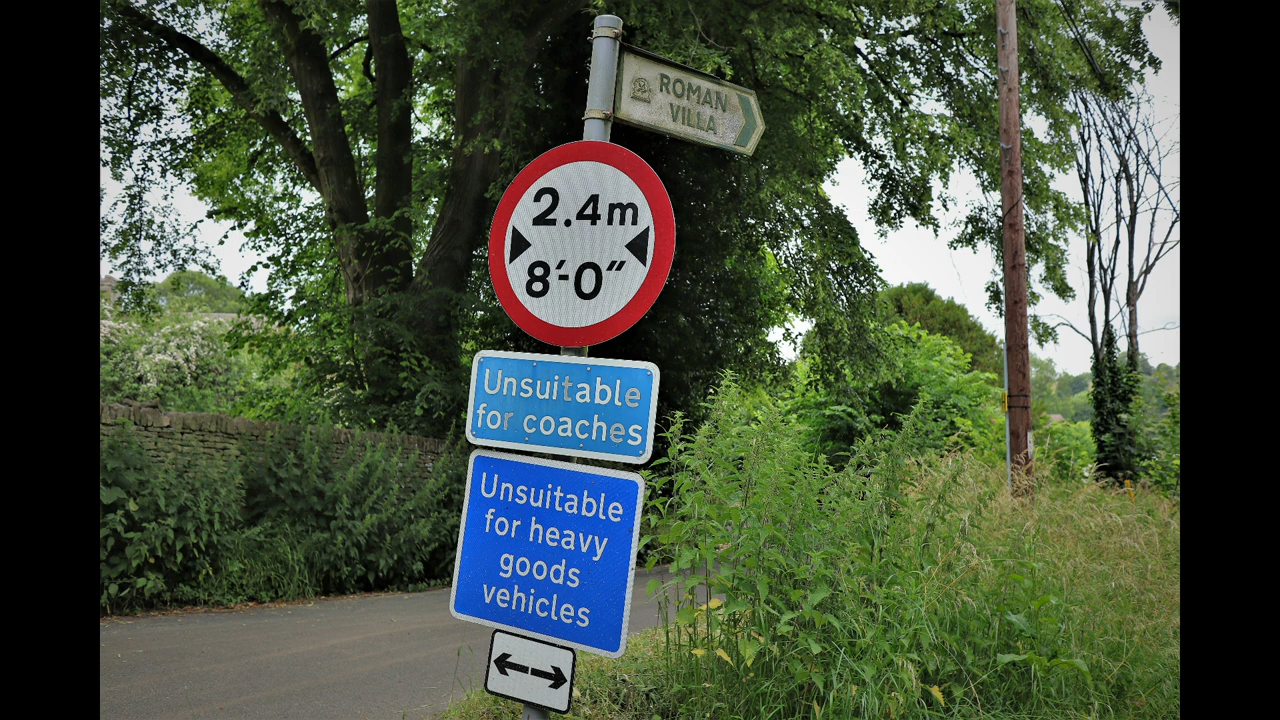 ROMAN
VILLA
2.4m
8'-0"
Unsuitable
for coaches
Unsuitable
for heavy
goods
vehicles